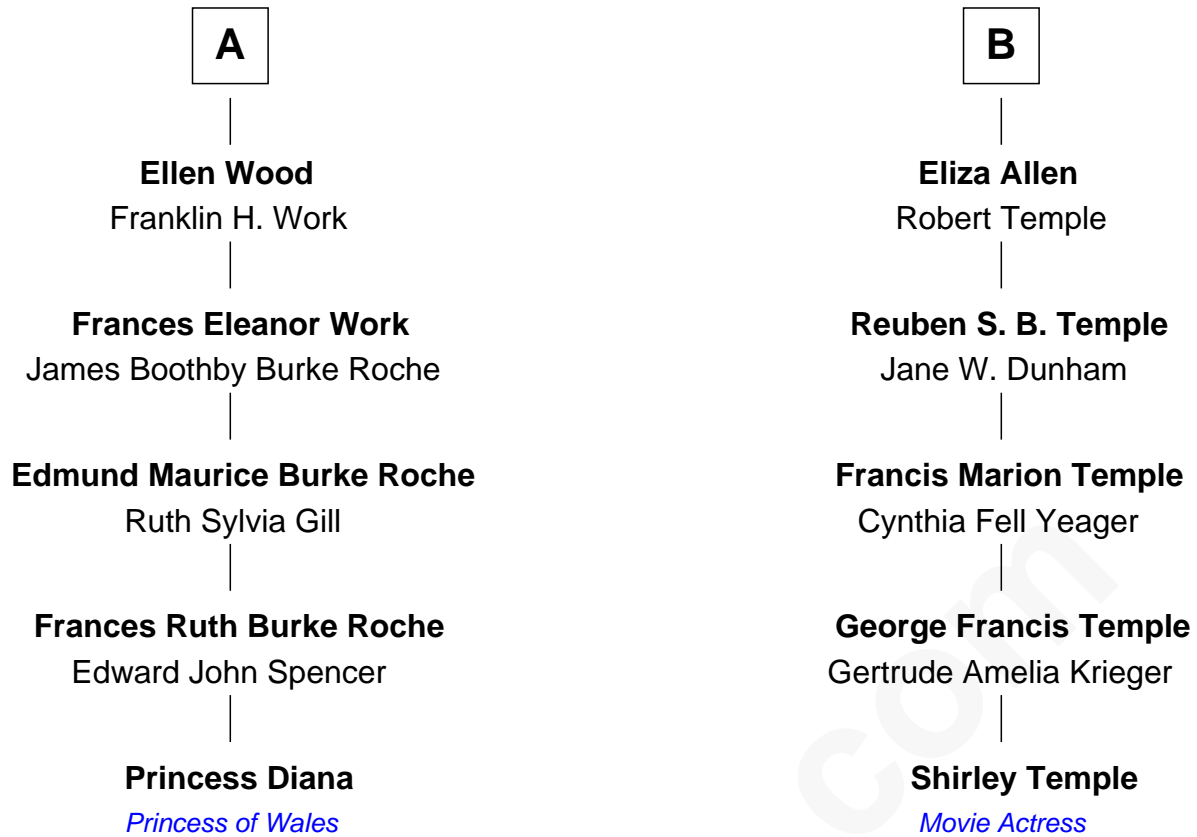 A
Ellen Wood
Franklin H. Work
Frances Eleanor Work
James Boothby Burke Roche
Edmund Maurice Burke Roche
Ruth Sylvia Gill
Frances Ruth Burke Roche
Edward John Spencer
Princess Diana
Princess of Wales
B
Eliza Allen
Robert Temple
Reuben S. B. Temple
Jane W. Dunham
Francis Marion Temple
Cynthia Fell Yeager
George Francis Temple
Gertrude Amelia Krieger
Shirley Temple
Movie Actress
com